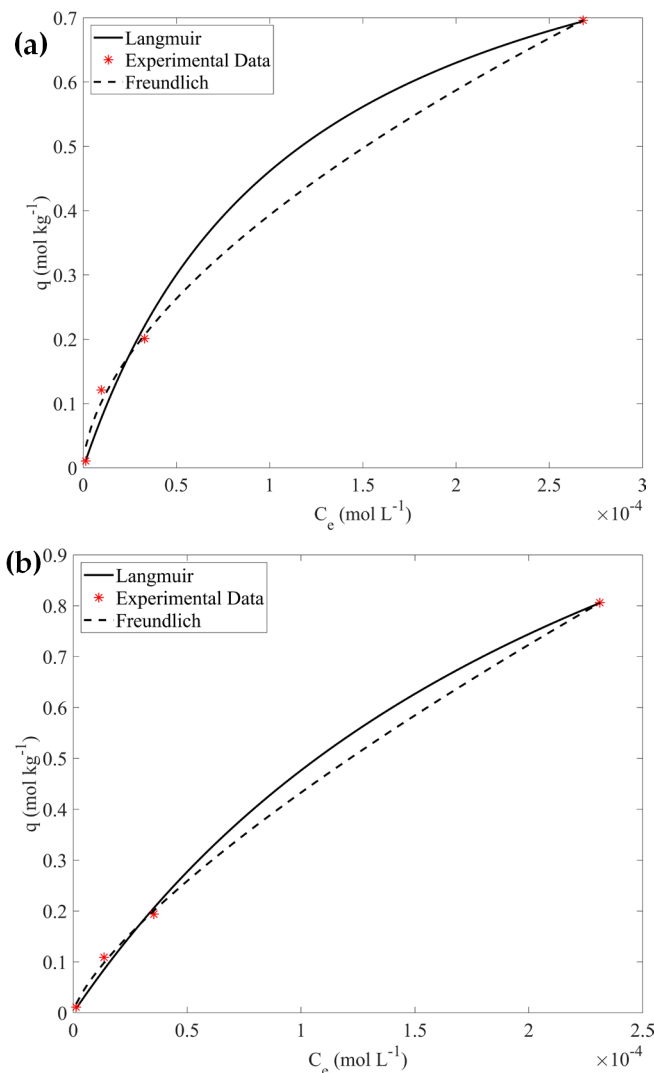 (a)
Langmuir
Experimental Data
Freundlich
0.7
0.6
0.5
0.4
0.3
0.2
0.1
0
q (mol kg⁻¹)
0 0.5 1 1.5 2 2.5 3
Cₑ (mol L⁻¹)
×10⁻⁴
(b)
Langmuir
Experimental Data
Freundlich
0.9
0.8
0.7
0.6
0.5
0.4
0.3
0.2
0.1
0
q (mol kg⁻¹)
0 0.5 1 1.5 2 2.5
Cₑ (mol L⁻¹)
×10⁻⁴